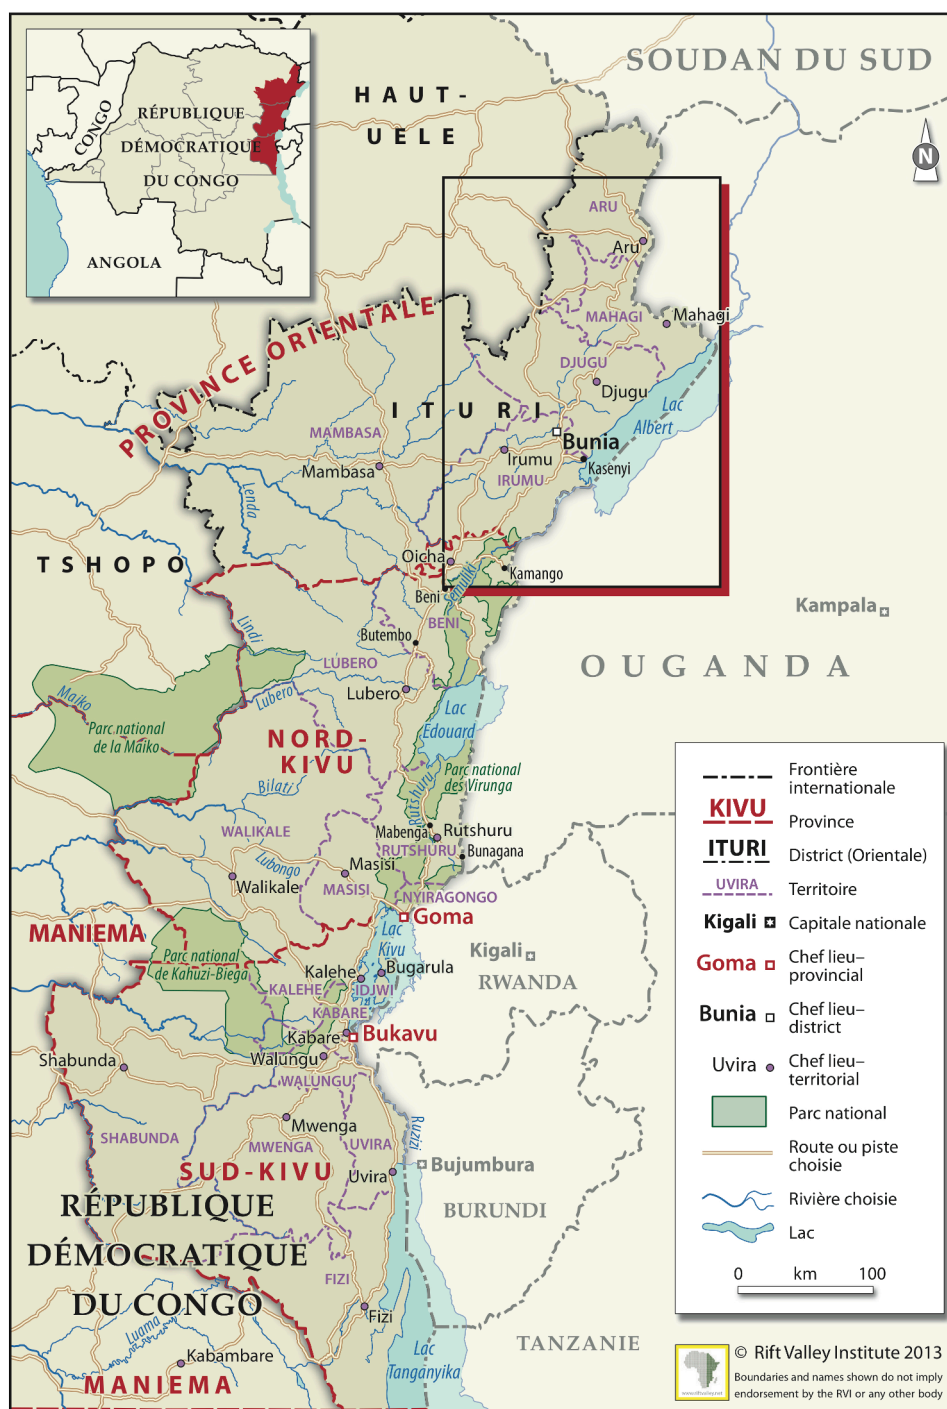 SOUDAN DU SUD
HAUT-
UELE
CONGO
RÉPUBLIQUE
DÉMOCRATIQUE
DU CONGO
ANGOLA
N
ARU
Aru
MAHAGI
Mahagi
PROVINCE ORIENTALE
DJUGU
Djugu
ITURI
Lac
Albert
MAMBASA
Bunia
Mambasa
Irumu
Kasenyi
IRUMU
Lenda
TSHOPO
Oicha
Kamango
Semuliki
Beni
Kampala
BENI
Lindi
Butembo
LUBERO
OUGANDA
Lubero
Lubero
Maiko
Lac
Edouard
Parc national
de la Maïko
NORD-
KIVU
Parc national
des Virunga
Bilati
Rutshuru
WALIKALE
Mabenga
Rutshuru
RUTSHURU
Bunagana
Lubongo
Masisi
Walikale
MASISI
NYIRAGONGO
Goma
MANIEMA
Lac
Kivu
Kigali
Parc national
de Kahuzi-Biega
Kalehe
Bugarula
RWANDA
KALEHE
IDJWI
KABARE
Kabare
Bukavu
Walungu
Shabunda
WALUNGU
Mwenga
Ruzizi
SHABUNDA
MWENGA
UVIRA
SUD-KIVU
Uvira
Bujumbura
RÉPUBLIQUE
DÉMOCRATIQUE
DU CONGO
BURUNDI
FIZI
Fizi
Luama
Kabambare
MANIEMA
Lac
Tanganyika
TANZANIE
Frontière
internationale
KIVU
Province
ITURI
District (Orientale)
UVIRA
Territoire
Kigali
Capitale nationale
Goma
Chef lieu–
provincial
Bunia
Chef lieu–
district
Uvira
Chef lieu–
territorial
Parc national
Route ou piste
choisie
Rivière choisie
Lac
0 km 100
www.riftvalley.net
© Rift Valley Institute 2013
Boundaries and names shown do not imply
endorsement by the RVI or any other body